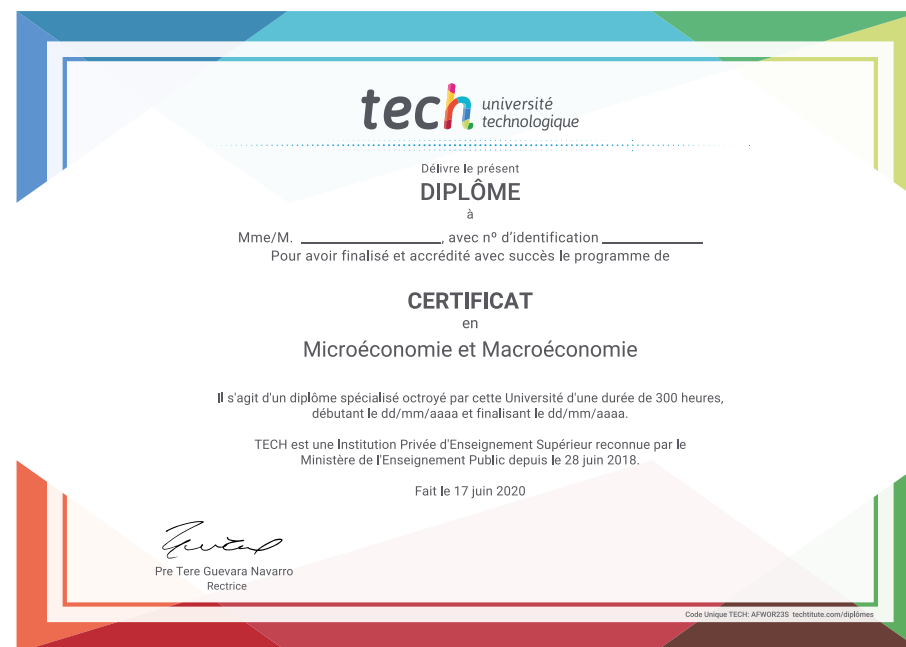 tech université
technologique
Délivre le présent
DIPLÔME
à
Mme/M. ____________________, avec nº d'identification ______________
Pour avoir finalisé et accrédité avec succès le programme de
CERTIFICAT
en
Microéconomie et Macroéconomie
Il s'agit d'un diplôme spécialisé octroyé par cette Université d'une durée de 300 heures,
débutant le dd/mm/aaaa et finalisant le dd/mm/aaaa.
TECH est une Institution Privée d'Enseignement Supérieur reconnue par le
Ministère de l'Enseignement Public depuis le 28 juin 2018.
Fait le 17 juin 2020
Pre Tere Guevara Navarro
Rectrice
Code Unique TECH: AFWOR23S techtitute.com/diplômes